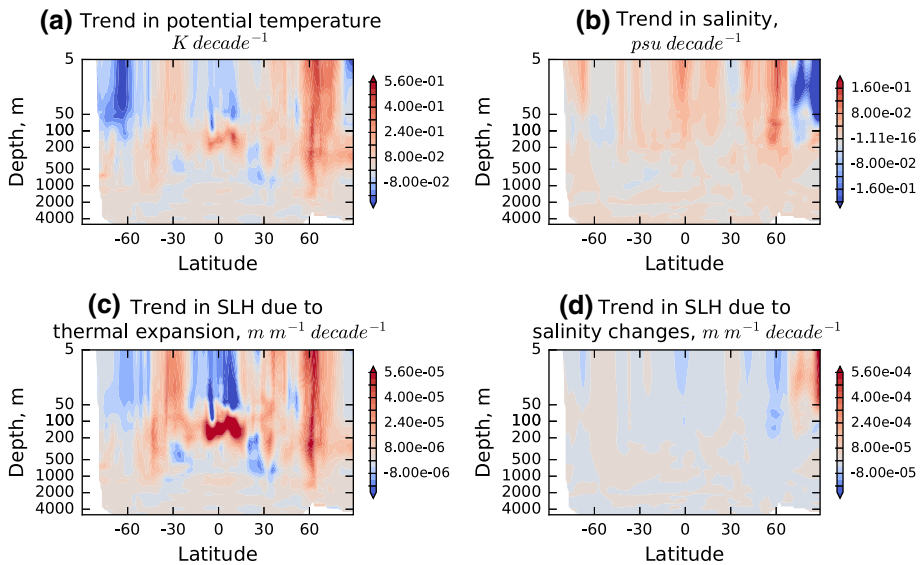 (a) Trend in potential temperature
K decade⁻¹
5
50
100
200
500
1000
2000
4000
Depth, m
-60 -30 0 30 60
Latitude
5.60e-01
4.00e-01
2.40e-01
8.00e-02
-8.00e-02
(b) Trend in salinity,
psu decade⁻¹
5
50
100
200
500
1000
2000
4000
Depth, m
-60 -30 0 30 60
Latitude
1.60e-01
8.00e-02
-1.11e-16
-8.00e-02
-1.60e-01
(c) Trend in SLH due to
thermal expansion, m m⁻¹ decade⁻¹
5
50
100
200
500
1000
2000
4000
Depth, m
-60 -30 0 30 60
Latitude
5.60e-05
4.00e-05
2.40e-05
8.00e-06
-8.00e-06
(d) Trend in SLH due to
salinity changes, m m⁻¹ decade⁻¹
5
50
100
200
500
1000
2000
4000
Depth, m
-60 -30 0 30 60
Latitude
5.60e-04
4.00e-04
2.40e-04
8.00e-05
-8.00e-05